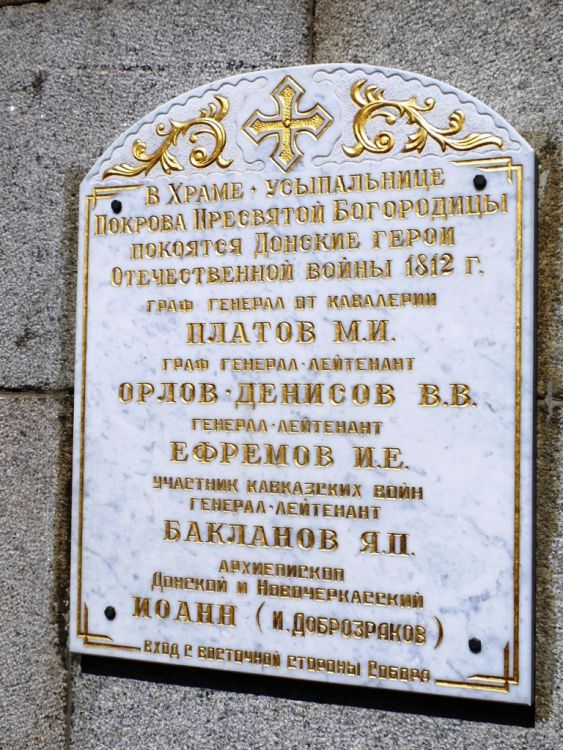 В Храме-усыпальнице
Покрова Пресвятой Богородицы
покоятся Донские герои
Отечественной войны 1812 г.
граф генерал от кавалерии
ПЛАТОВ М.И.
граф генерал-лейтенант
ОРЛОВ-ДЕНИСОВ В.В.
генерал-лейтенант
ЕФРЕМОВ И.Е.
участник кавказских войн
генерал-лейтенант
БАКЛАНОВ Я.П.
архиепископ
Донской и Новочеркасский
ИОАНН (И.Доброзраков)
вход с восточной стороны Собора